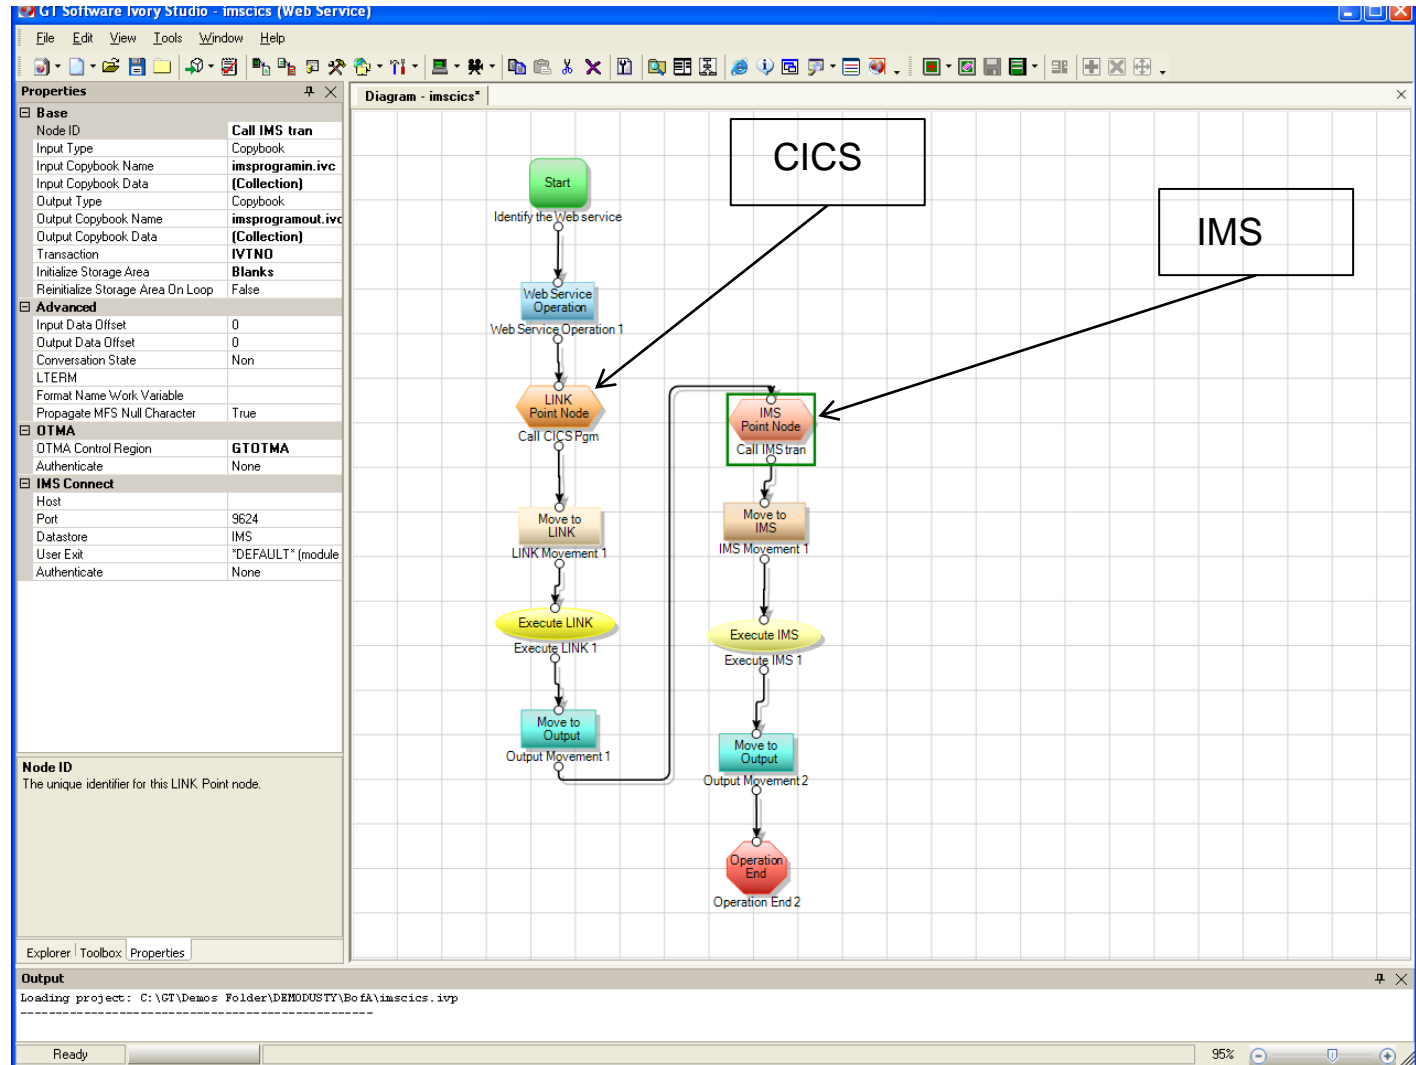 GT Software Ivory Studio - imscics (Web Service)
File Edit View Tools Window Help
Properties
Diagram - imscics*
Base
Node ID Call IMS tran
Input Type Copybook
Input Copybook Name imsprogramin.ivc
Input Copybook Data (Collection)
Output Type Copybook
Output Copybook Name imsprogramout.ivc
Output Copybook Data (Collection)
Transaction IVTNO
Initialize Storage Area Blanks
Reinitialize Storage Area On Loop False
Advanced
Input Data Offset 0
Output Data Offset 0
Conversation State Non
LTERM
Format Name Work Variable
Propagate MFS Null Character True
OTMA
OTMA Control Region GTOTMA
Authenticate None
IMS Connect
Host
Port 9624
Datastore IMS
User Exit *DEFAULT* (module
Authenticate None
Node ID
The unique identifier for this LINK Point node.
Explorer Toolbox Properties
CICS
IMS
Start
Identify the Web service
Web Service
Operation
Web Service Operation 1
LINK
Point Node
Call CICS Pgm
Move to
LINK
LINK Movement 1
Execute LINK
Execute LINK 1
Move to
Output
Output Movement 1
IMS
Point Node
Call IMS tran
Move to
IMS
IMS Movement 1
Execute IMS
Execute IMS 1
Move to
Output
Output Movement 2
Operation
End
Operation End 2
Output
Loading project: C:\GT\Demos Folder\DEMODUSTY\BofA\imscics.ivp
--------------------------------------------------
Ready
95%